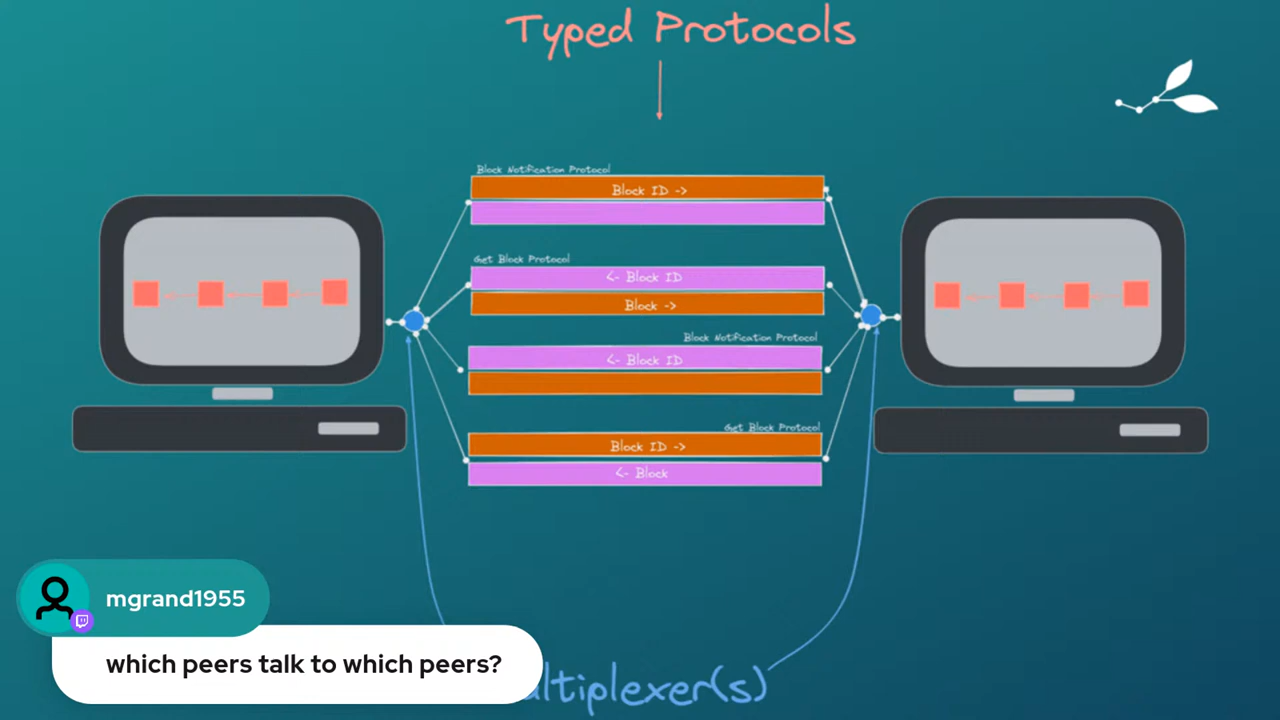 Typed Protocols
Block Notification Protocol
Block ID ->
Get Block Protocol
<- Block ID
Block ->
Block Notification Protocol
<- Block ID
Get Block Protocol
Block ID ->
<- Block
mgrand1955
which peers talk to which peers?
ltiplexer(s)